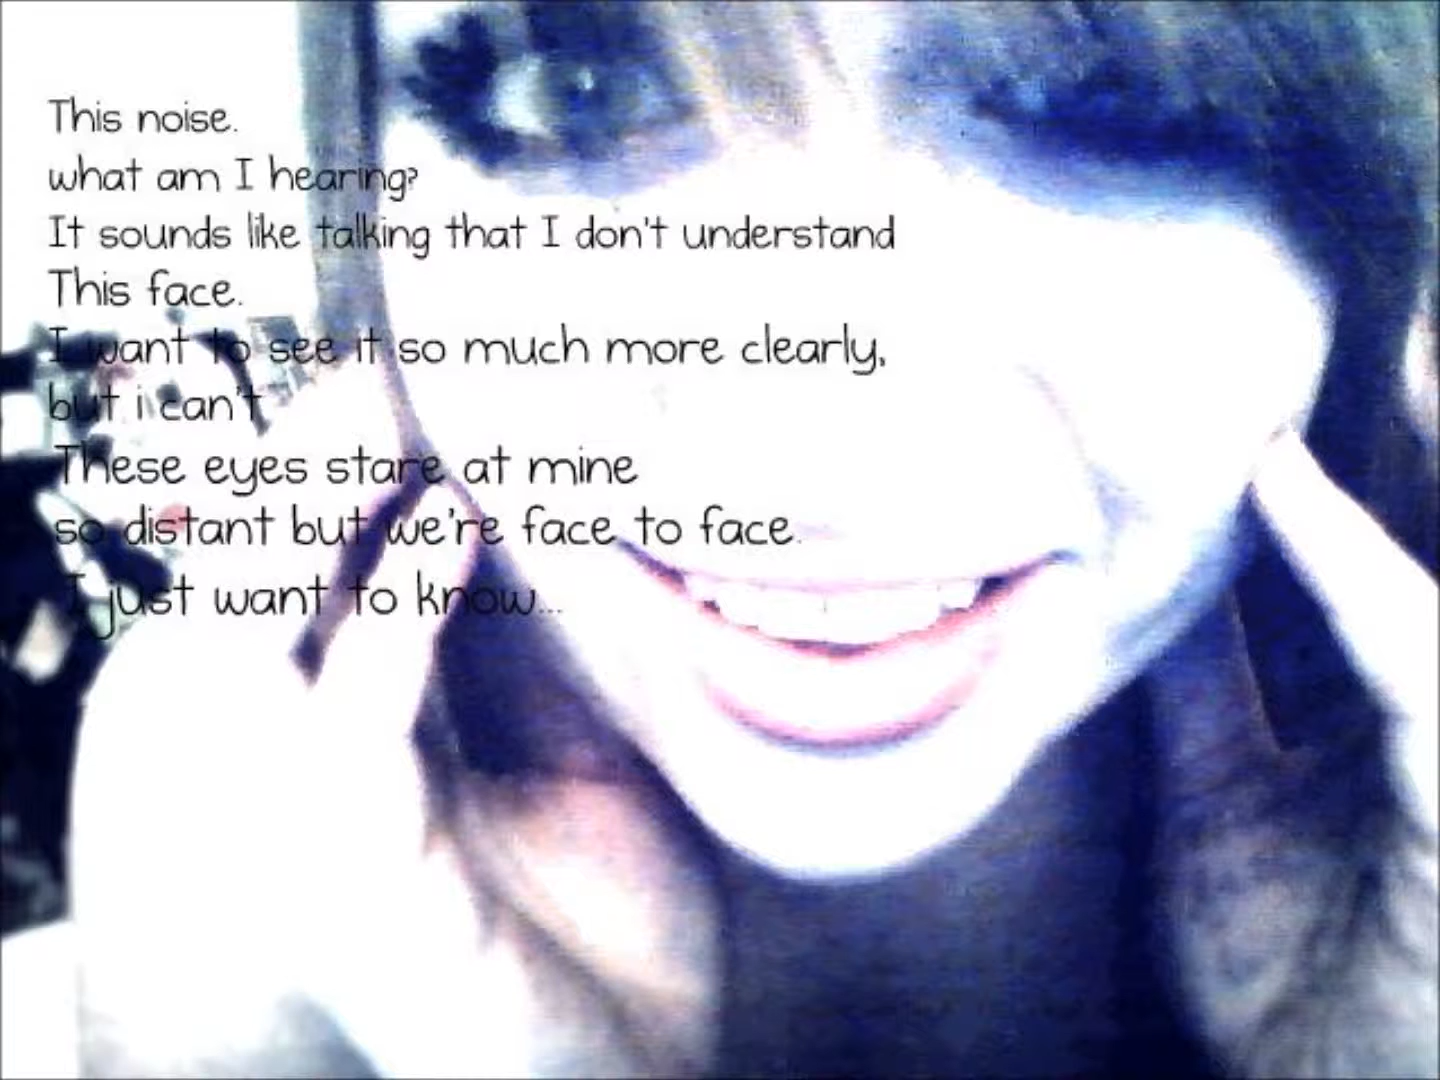 This noise.
what am I hearing?
It sounds like talking that I don't understand
This face.
I want to see it so much more clearly,
but i can't
These eyes stare at mine
so distant but we're face to face.
I just want to know...